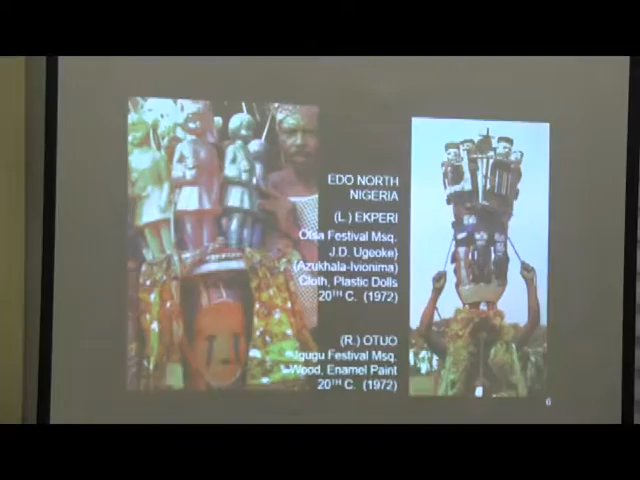 EDO NORTH
NIGERIA
(L) EKPERI
Otsa Festival Msq.
J.D. Ugeoke)
(Azukhala-Ivionima)
Cloth, Plastic Dolls
20TH C. (1972)
(R.) OTUO
Igugu Festival Msq.
Wood, Enamel Paint
20TH C. (1972)
6